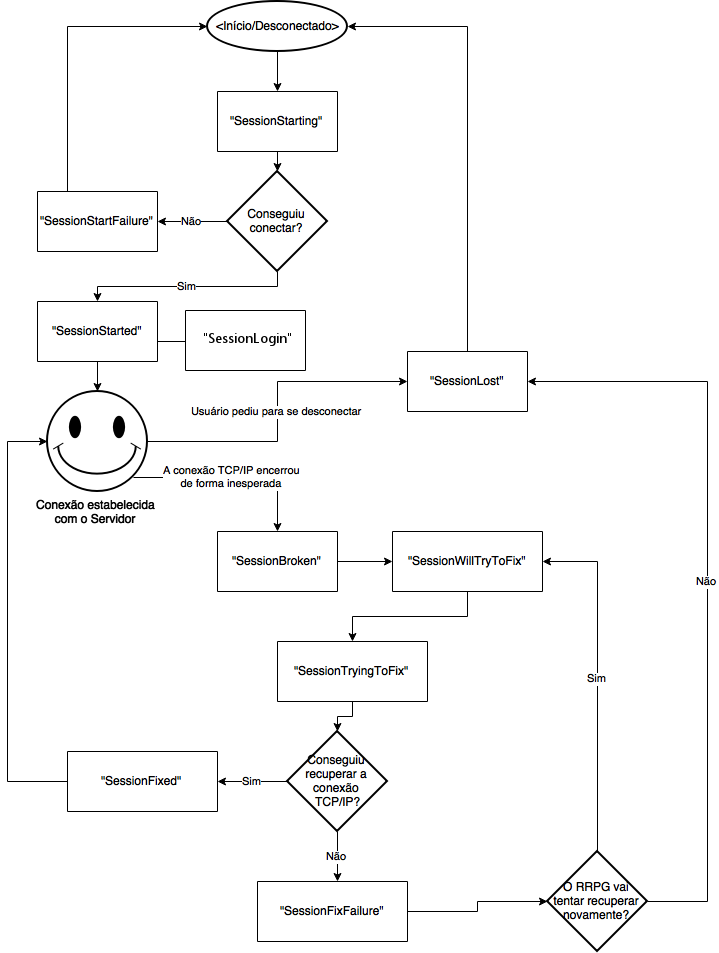 <Início/Desconectado>
"SessionStarting"
Conseguiu
conectar?
Não
"SessionStartFailure"
Sim
"SessionStarted"
"SessionLogin"
"SessionLost"
Usuário pediu para se desconectar
A conexão TCP/IP encerrou
de forma inesperada
Conexão estabelecida
com o Servidor
"SessionBroken"
"SessionWillTryToFix"
Não
"SessionTryingToFix"
Sim
Conseguiu
recuperar a
conexão
TCP/IP?
Sim
"SessionFixed"
Não
"SessionFixFailure"
O RRPG vai
tentar recuperar
novamente?